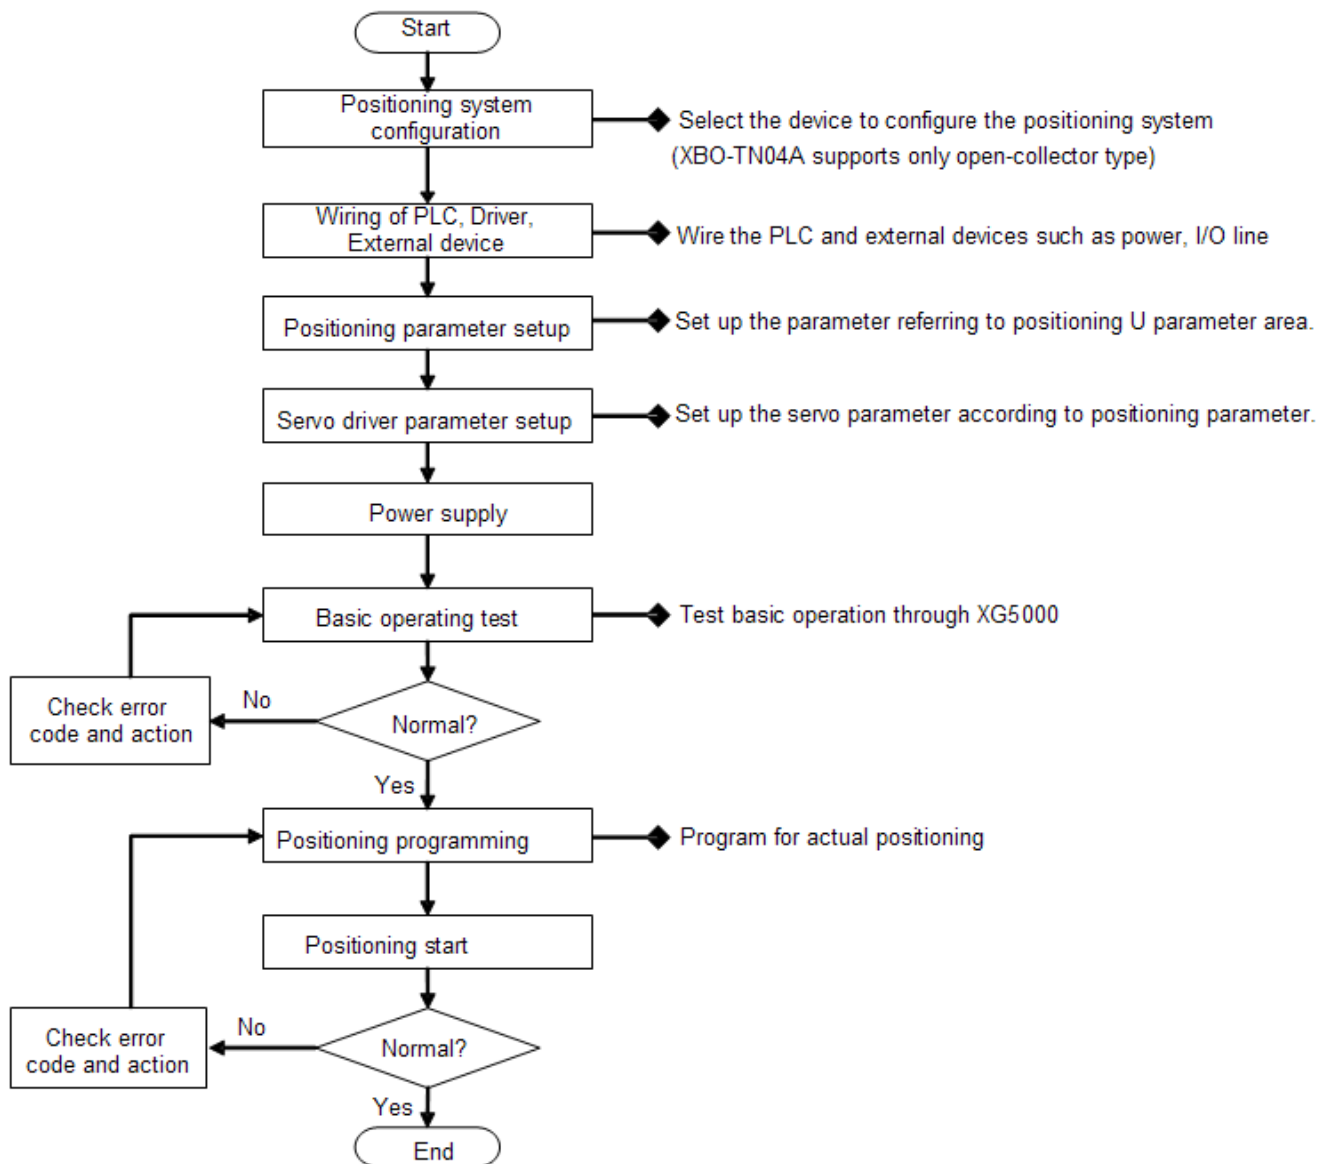 Start
Positioning system
configuration
Select the device to configure the positioning system
(XBO-TN04A supports only open-collector type)
Wiring of PLC, Driver,
External device
Wire the PLC and external devices such as power, I/O line
Positioning parameter setup
Set up the parameter referring to positioning U parameter area.
Servo driver parameter setup
Set up the servo parameter according to positioning parameter.
Power supply
Basic operating test
Test basic operation through XG5000
Check error
code and action
No
Normal?
Yes
Positioning programming
Program for actual positioning
Positioning start
Check error
code and action
No
Normal?
Yes
End